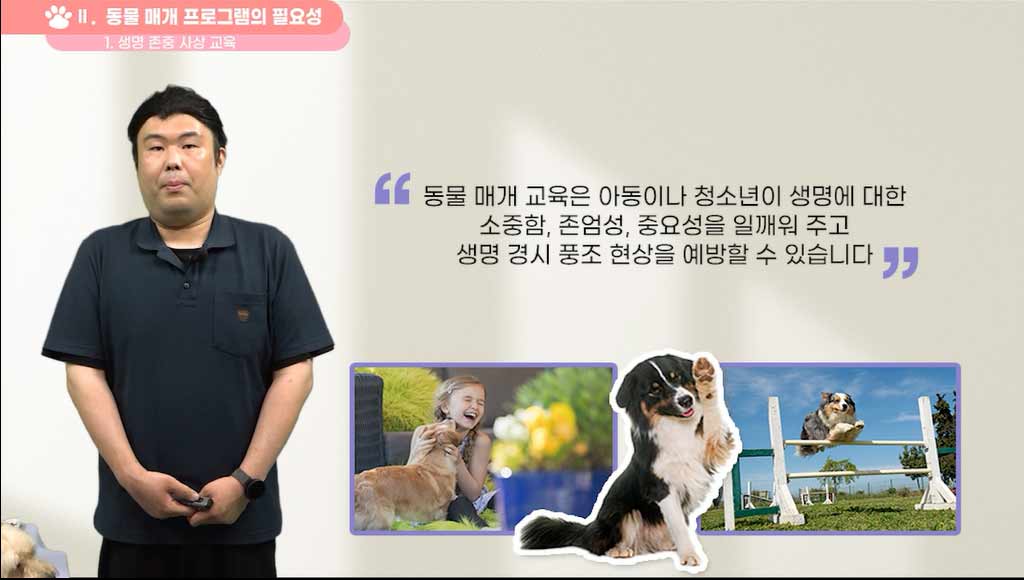 II. 동물 매개 프로그램의 필요성
1. 생명 존중 사상 교육
“ 동물 매개 교육은 아동이나 청소년이 생명에 대한
소중함, 존엄성, 중요성을 일깨워 주고
생명 경시 풍조 현상을 예방할 수 있습니다 ”